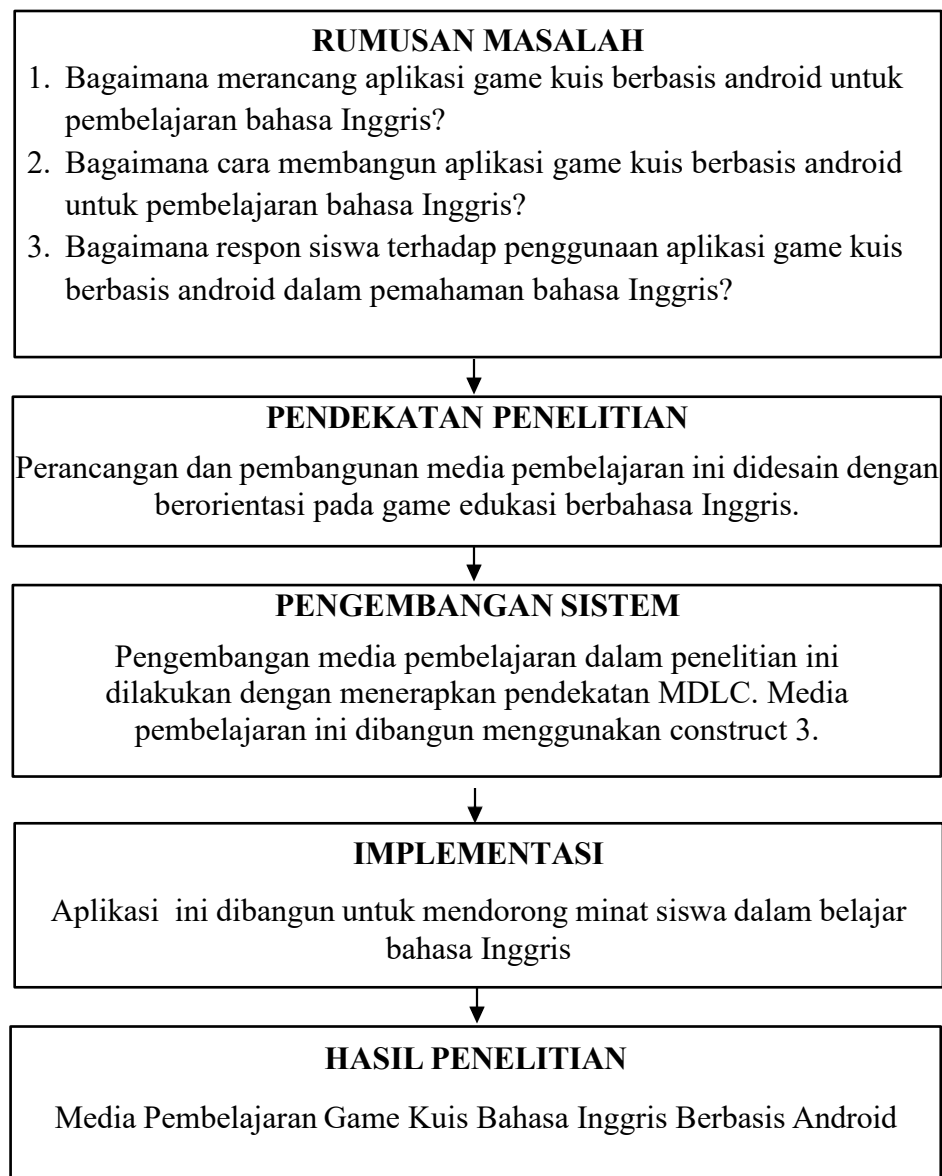 RUMUSAN MASALAH
1. Bagaimana merancang aplikasi game kuis berbasis android untuk
pembelajaran bahasa Inggris?
2. Bagaimana cara membangun aplikasi game kuis berbasis android
untuk pembelajaran bahasa Inggris?
3. Bagaimana respon siswa terhadap penggunaan aplikasi game kuis
berbasis android dalam pemahaman bahasa Inggris?
PENDEKATAN PENELITIAN
Perancangan dan pembangunan media pembelajaran ini didesain dengan
berorientasi pada game edukasi berbahasa Inggris.
PENGEMBANGAN SISTEM
Pengembangan media pembelajaran dalam penelitian ini
dilakukan dengan menerapkan pendekatan MDLC. Media
pembelajaran ini dibangun menggunakan construct 3.
IMPLEMENTASI
Aplikasi ini dibangun untuk mendorong minat siswa dalam belajar
bahasa Inggris
HASIL PENELITIAN
Media Pembelajaran Game Kuis Bahasa Inggris Berbasis Android